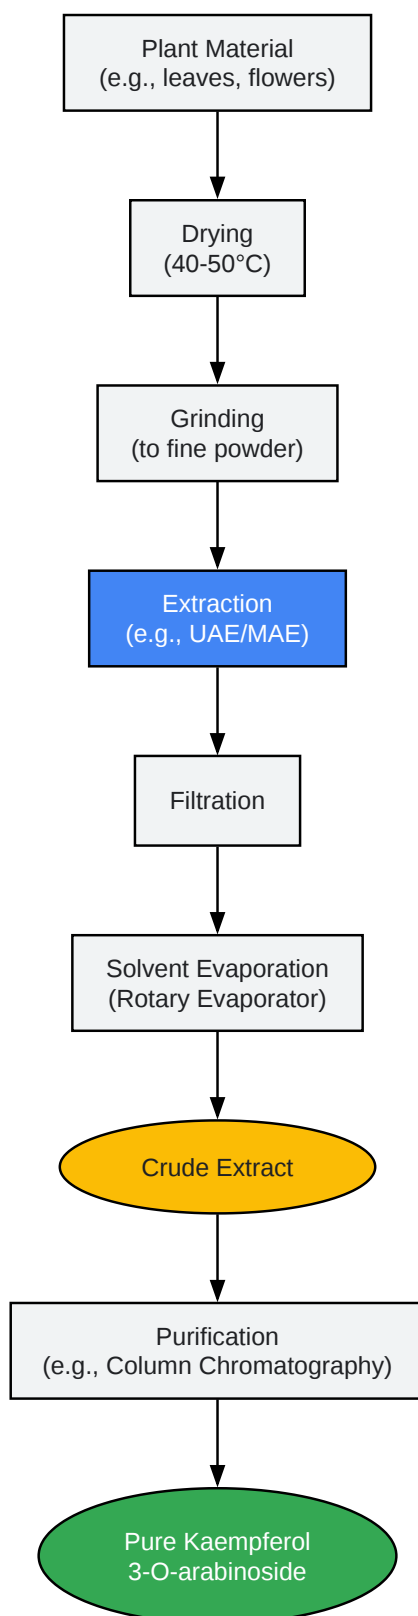 Plant Material
(e.g., leaves, flowers)
Drying
(40-50°C)
Grinding
(to fine powder)
Extraction
(e.g., UAE/MAE)
Filtration
Solvent Evaporation
(Rotary Evaporator)
Crude Extract
Purification
(e.g., Column Chromatography)
Pure Kaempferol
3-O-arabinoside